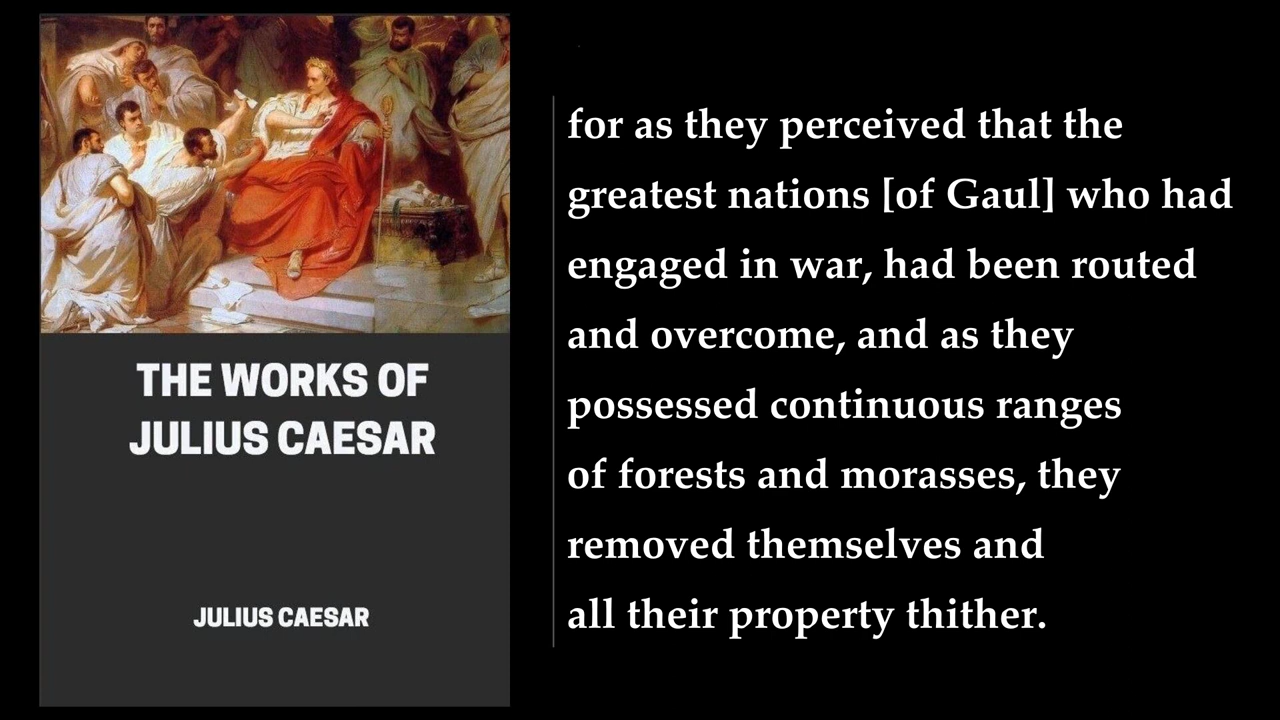 THE WORKS OF
JULIUS CAESAR
JULIUS CAESAR
for as they perceived that the
greatest nations [of Gaul] who had
engaged in war, had been routed
and overcome, and as they
possessed continuous ranges
of forests and morasses, they
removed themselves and
all their property thither.